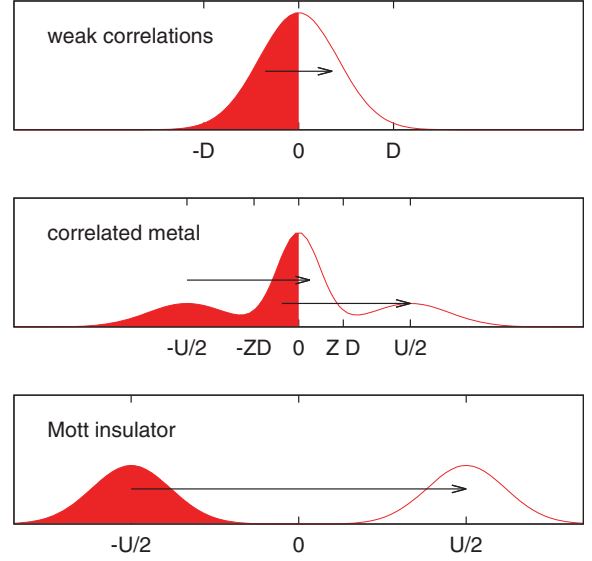 weak correlations
-D 0 D
correlated metal
-U/2 -ZD 0 Z D U/2
Mott insulator
-U/2 0 U/2